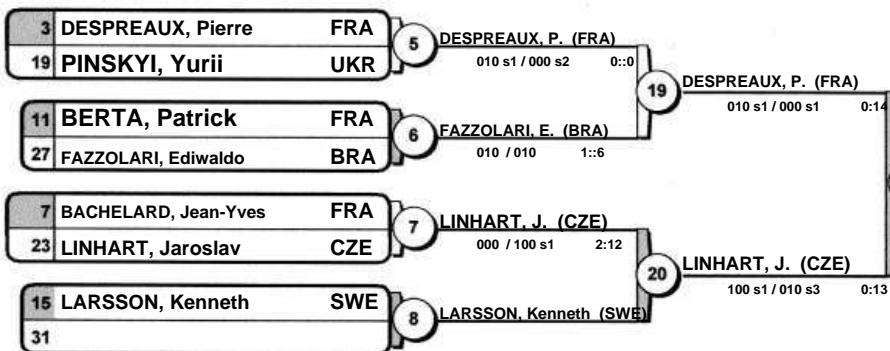 3 DESPREAUX, Pierre FRA
19 PINSKYI, Yurii UKR
5
DESPREAUX, P. (FRA)
010 s1 / 000 s2 0::0
11 BERTA, Patrick FRA
27 FAZZOLARI, Ediwaldo BRA
6
FAZZOLARI, E. (BRA)
010 / 010 1::6
19
DESPREAUX, P. (FRA)
010 s1 / 000 s1 0:14
7 BACHELARD, Jean-Yves FRA
23 LINHART, Jaroslav CZE
7
LINHART, J. (CZE)
000 / 100 s1 2:12
15 LARSSON, Kenneth SWE
31
8
LARSSON, Kenneth (SWE)
20
LINHART, J. (CZE)
100 s1 / 010 s3 0:13